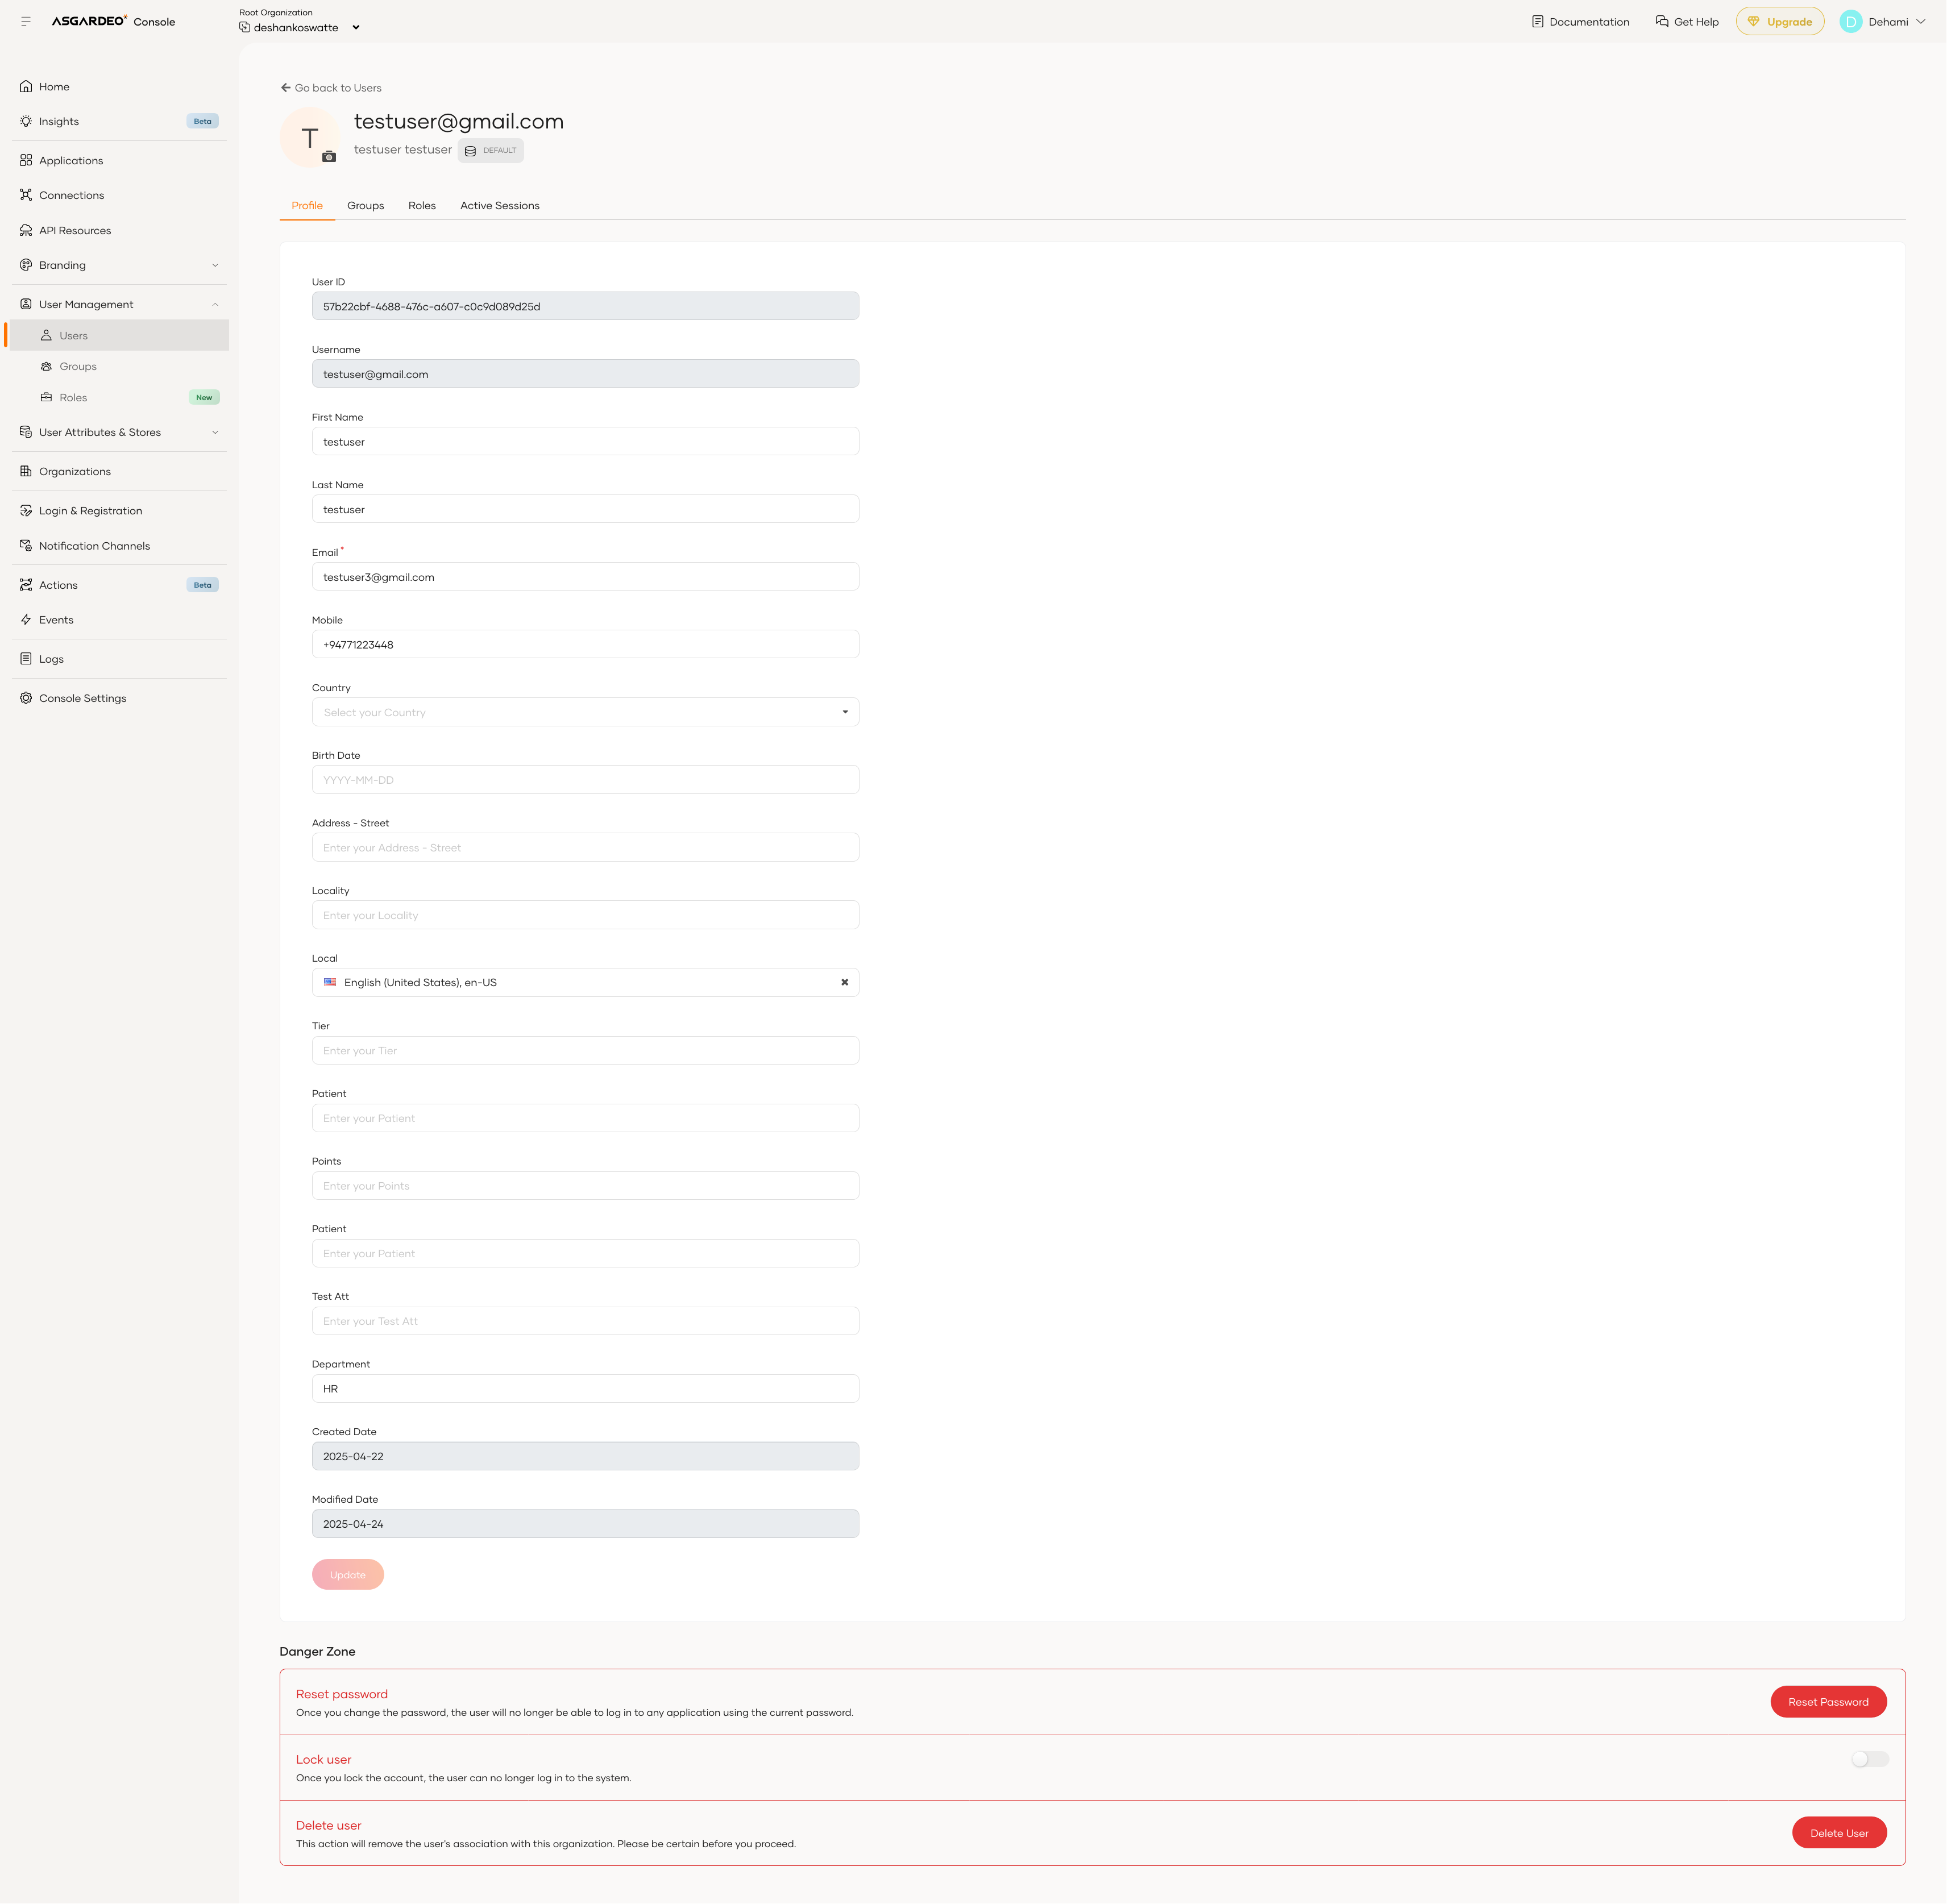 ASGARDEO Console
Root Organization
deshankoswatte
Documentation
Get Help
Upgrade
D
Dehami
Home
Insights
Beta
Applications
Connections
API Resources
Branding
User Management
Users
Groups
Roles
New
User Attributes & Stores
Organizations
Login & Registration
Notification Channels
Actions
Beta
Events
Logs
Console Settings
Go back to Users
T
testuser@gmail.com
testuser testuser
DEFAULT
Profile
Groups
Roles
Active Sessions
User ID
57b22cbf-4688-476c-a607-c0c9d089d25d
Username
testuser@gmail.com
First Name
testuser
Last Name
testuser
Email *
testuser3@gmail.com
Mobile
+94771223448
Country
Select your Country
Birth Date
YYYY-MM-DD
Address - Street
Enter your Address - Street
Locality
Enter your Locality
Local
English (United States), en-US
Tier
Enter your Tier
Patient
Enter your Patient
Points
Enter your Points
Patient
Enter your Patient
Test Att
Enter your Test Att
Department
HR
Created Date
2025-04-22
Modified Date
2025-04-24
Update
Danger Zone
Reset password
Once you change the password, the user will no longer be able to log in to any application using the current password.
Reset Password
Lock user
Once you lock the account, the user can no longer log in to the system.
Delete user
This action will remove the user's association with this organization. Please be certain before you proceed.
Delete User